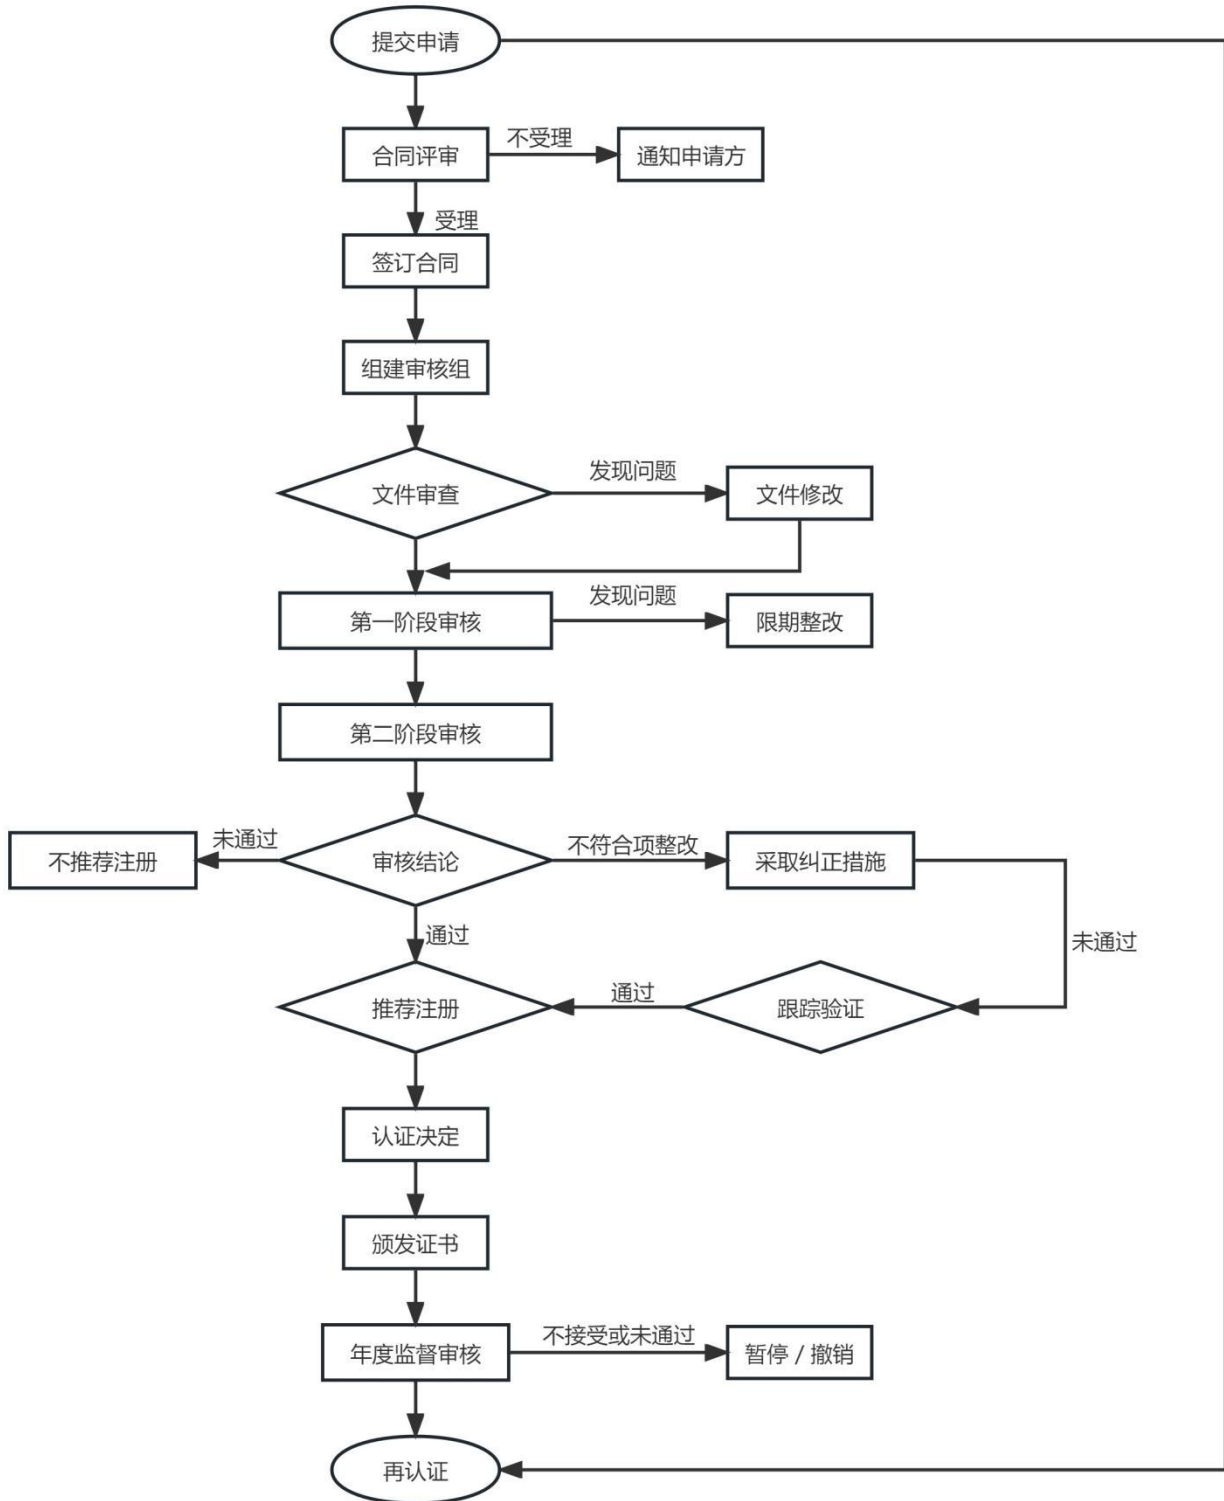 提交申请
合同评审
不受理
通知申请方
受理
签订合同
组建审核组
文件审查
发现问题
文件修改
第一阶段审核
发现问题
限期整改
第二阶段审核
不推荐注册
未通过
审核结论
不符合项整改
采取纠正措施
通过
未通过
推荐注册
通过
跟踪验证
认证决定
颁发证书
年度监督审核
不接受或未通过
暂停 / 撤销
再认证